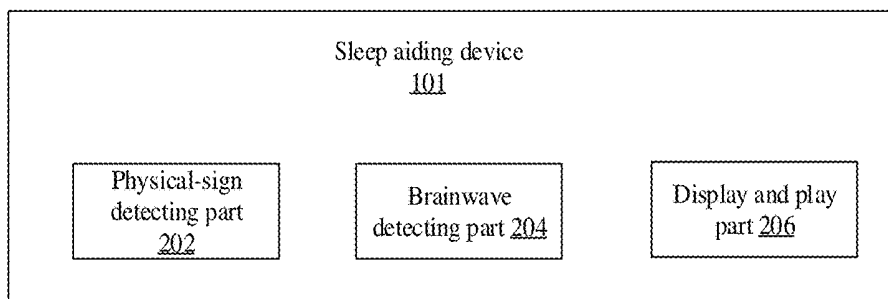 Sleep aiding device
101
Physical-sign
detecting part
202
Brainwave
detecting part 204
Display and play
part 206